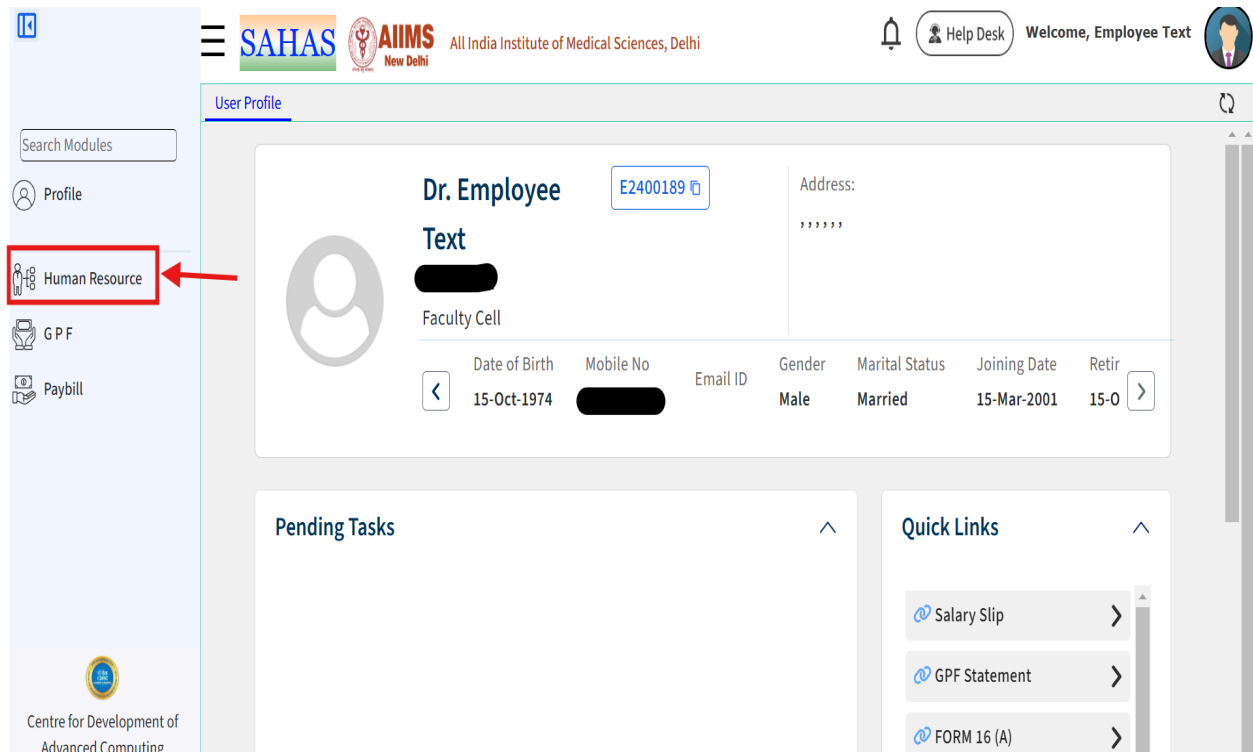 SAHAS
AIIMS
New Delhi
All India Institute of Medical Sciences, Delhi
Help Desk
Welcome, Employee Text
User Profile
Search Modules
Profile
Human Resource
G P F
Paybill
Centre for Development of
Advanced Computing
Dr. Employee
Text
E2400189
Faculty Cell
Address:
, , , , , ,
Date of Birth
15-Oct-1974
Mobile No
Email ID
Gender
Male
Marital Status
Married
Joining Date
15-Mar-2001
Retir
15-O
Pending Tasks
Quick Links
Salary Slip
GPF Statement
FORM 16 (A)